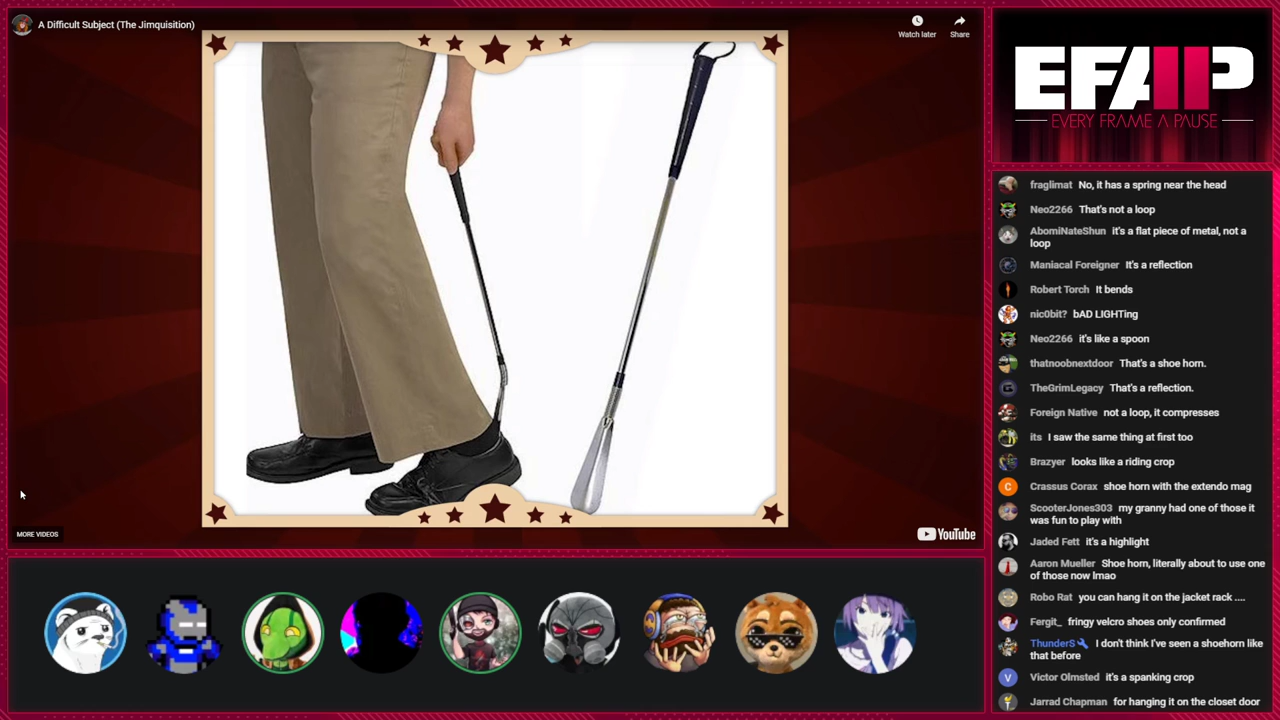 A Difficult Subject (The Jimquisition)
Watch later
Share
MORE VIDEOS
YouTube
EFAP
EVERY FRAME A PAUSE
fraglimat No, it has a spring near the head
Neo2266 That's not a loop
AbomiNateShun it's a flat piece of metal, not a
loop
Maniacal Foreigner It's a reflection
Robert Torch It bends
nic0bit? bAD LIGHTing
Neo2266 it's like a spoon
thatnoobnextdoor That's a shoe horn.
TheGrimLegacy That's a reflection.
Foreign Native not a loop, it compresses
its I saw the same thing at first too
Brazyer looks like a riding crop
C
Crassus Corax shoe horn with the extendo mag
ScooterJones303 my granny had one of those it
was fun to play with
Jaded Fett it's a highlight
Aaron Mueller Shoe horn, literally about to use one
of those now lmao
Robo Rat you can hang it on the jacket rack ....
Fergit_ fringy velcro shoes only confirmed
ThunderS I don't think I've seen a shoehorn like
that before
V
Victor Olmsted it's a spanking crop
Jarrad Chapman for hanging it on the closet door